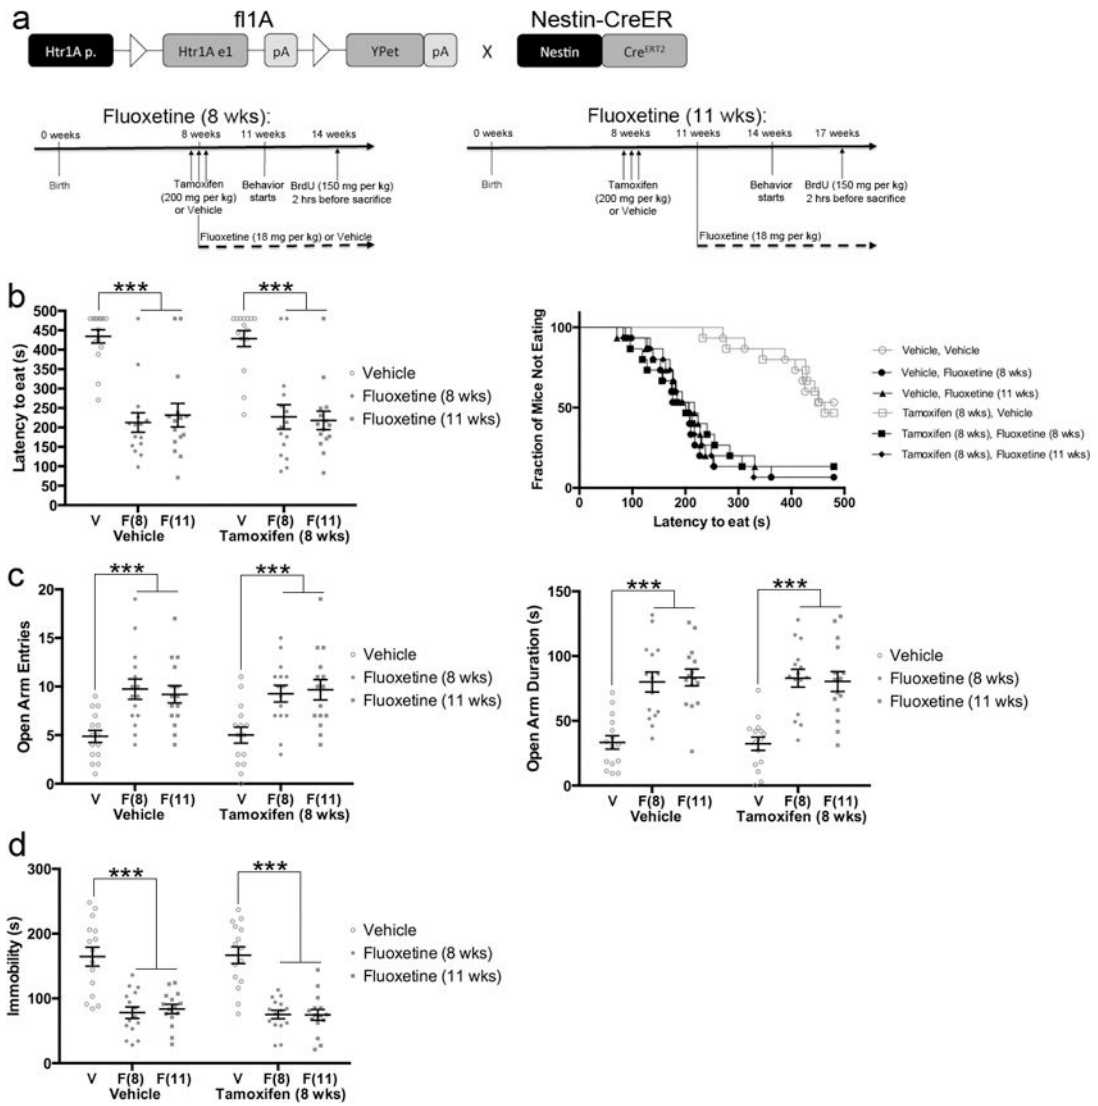 a
fl1A
Nestin-CreER
Htr1A p.
Htr1A e1
pA
YPet
pA
X
Nestin
Cre^ERT2
Fluoxetine (8 wks):
0 weeks
8 weeks
11 weeks
14 weeks
Birth
Tamoxifen
(200 mg per kg)
or Vehicle
Behavior
starts
BrdU (150 mg per kg)
2 hrs before sacrifice
Fluoxetine (18 mg per kg) or Vehicle
Fluoxetine (11 wks):
0 weeks
8 weeks
11 weeks
14 weeks
17 weeks
Birth
Tamoxifen
(200 mg per kg)
or Vehicle
Behavior
starts
BrdU (150 mg per kg)
2 hrs before sacrifice
Fluoxetine (18 mg per kg)
b
Latency to eat (s)
500
450
400
350
300
250
200
150
100
50
0
***
***
V F(8) F(11)
V F(8) F(11)
Vehicle
Tamoxifen (8 wks)
Vehicle
Fluoxetine (8 wks)
Fluoxetine (11 wks)
Fraction of Mice Not Eating
100
50
0
0 100 200 300 400 500
Latency to eat (s)
Vehicle, Vehicle
Vehicle, Fluoxetine (8 wks)
Vehicle, Fluoxetine (11 wks)
Tamoxifen (8 wks), Vehicle
Tamoxifen (8 wks), Fluoxetine (8 wks)
Tamoxifen (8 wks), Fluoxetine (11 wks)
c
Open Arm Entries
20
15
10
5
0
***
***
V F(8) F(11)
V F(8) F(11)
Vehicle
Tamoxifen (8 wks)
Vehicle
Fluoxetine (8 wks)
Fluoxetine (11 wks)
Open Arm Duration (s)
150
100
50
0
***
***
V F(8) F(11)
V F(8) F(11)
Vehicle
Tamoxifen (8 wks)
Vehicle
Fluoxetine (8 wks)
Fluoxetine (11 wks)
d
Immobility (s)
300
200
100
0
***
***
V F(8) F(11)
V F(8) F(11)
Vehicle
Tamoxifen (8 wks)
Vehicle
Fluoxetine (8 wks)
Fluoxetine (11 wks)